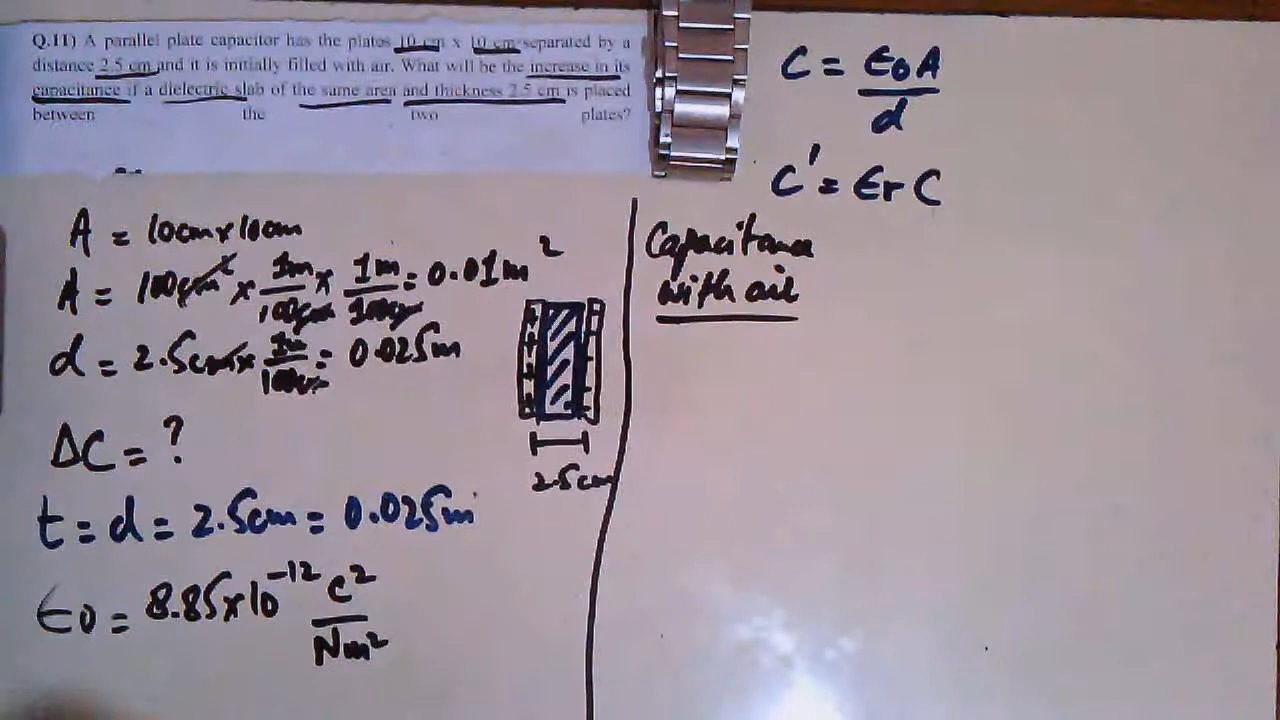 Q.11) A parallel plate capacitor has the plates 10 cm x 10 cm separated by a
distance 2.5 cm and it is initially filled with air. What will be the increase in its
capacitance if a dielectric slab of the same area and thickness 2.5 cm is placed
between the two plates?
A = 10cm x 10cm
A = 100cm² x 1m/100cm x 1m/100cm = 0.01m²
d = 2.5cm x 1m/100cm = 0.025m
ΔC = ?
t = d = 2.5cm = 0.025m
ε0 = 8.85x10⁻¹² C²/Nm²
2.5cm
C = ε0A/d
C' = εr C
Capacitance
with air